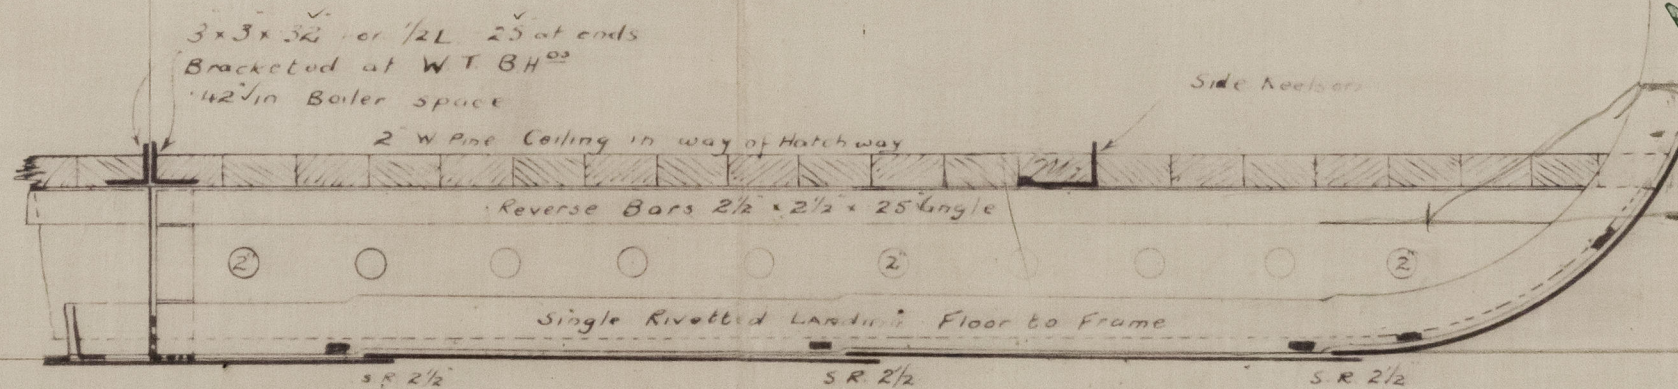 3" x 3" x 32 or 1/2 L 25 at ends
Bracketed at W.T. BHds
.42 in Boiler space
2" W Pine Ceiling in way of Hatchway
Side Keelson
Reverse Bars 2½ x 2½ x 25 Angle
2" 2" 2"
Single Rivetted Landing Floor to Frame
S R 2½ S R 2½ S R 2½